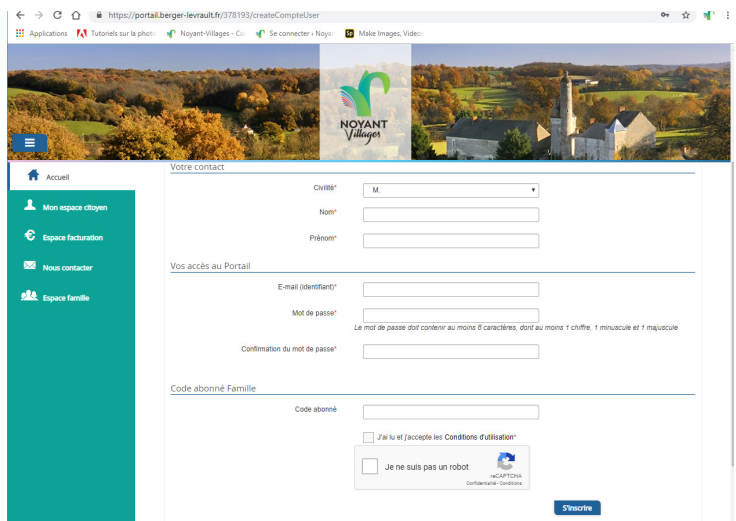 https://portail.berger-levrault.fr/378193/createCompteUser
Applications Tutoriels sur la photo Noyant-Villages - Co Se connecter ‹ Noya Sp Make Images, Videos
NOYANT
Villages
Accueil
Mon espace citoyen
Espace facturation
Nous contacter
Espace famille
Votre contact
Civilité* M.
Nom*
Prénom*
Vos accès au Portail
E-mail (identifiant)*
Mot de passe*
Le mot de passe doit contenir au moins 8 caractères, dont au moins 1 chiffre, 1 minuscule et 1 majuscule
Confirmation du mot de passe*
Code abonné Famille
Code abonné
J'ai lu et j'accepte les Conditions d'utilisation*
Je ne suis pas un robot
reCAPTCHA
Confidentialité - Conditions
S'inscrire